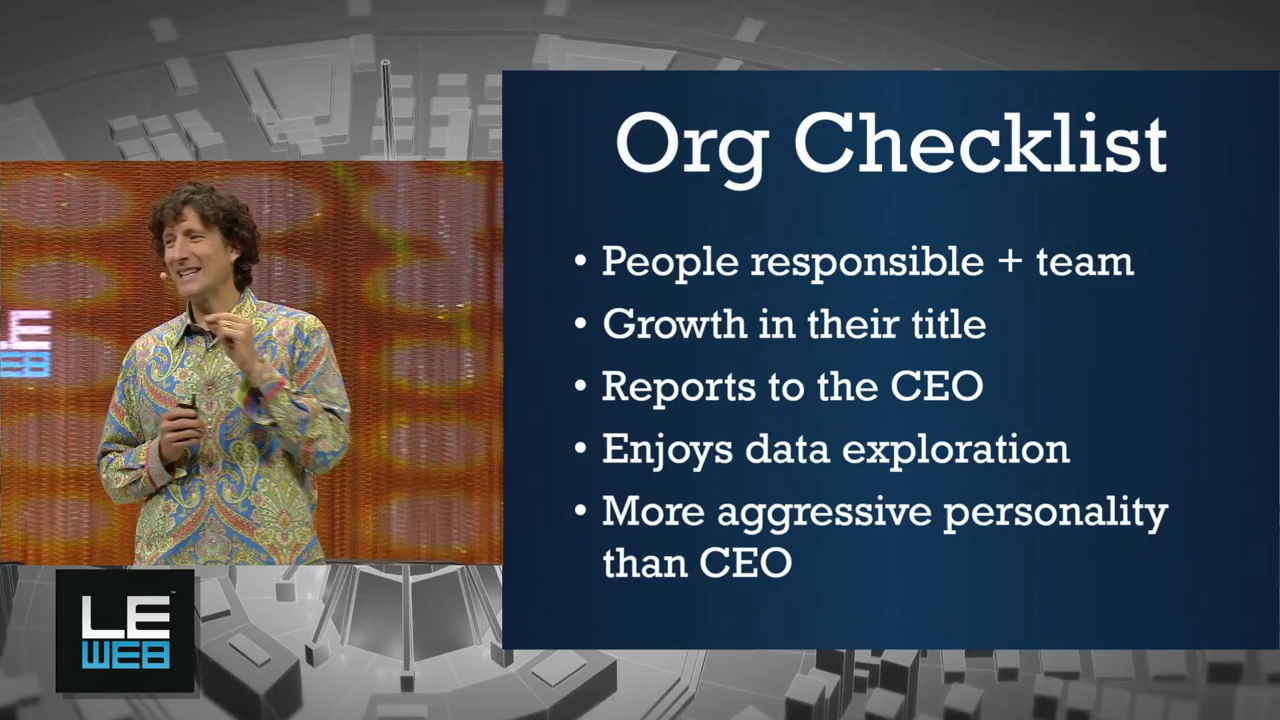 Org Checklist
• People responsible + team
• Growth in their title
• Reports to the CEO
• Enjoys data exploration
• More aggressive personality
than CEO
LE
WEB